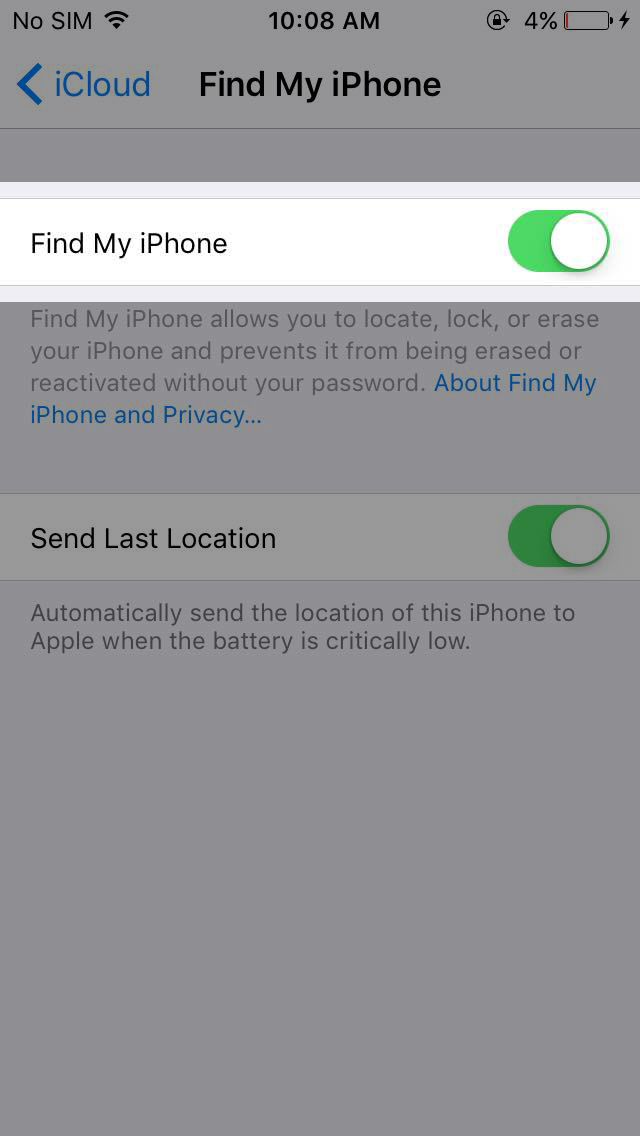 No SIM 10:08 AM 4%
iCloud Find My iPhone
Find My iPhone
Find My iPhone allows you to locate, lock, or erase
your iPhone and prevents it from being erased or
reactivated without your password. About Find My
iPhone and Privacy...
Send Last Location
Automatically send the location of this iPhone to
Apple when the battery is critically low.